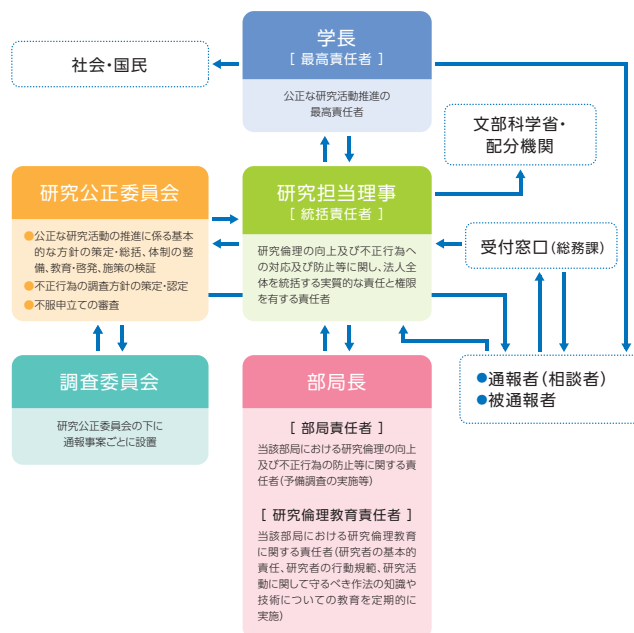 学長
[ 最高責任者 ]
公正な研究活動推進の
最高責任者
社会・国民
文部科学省・
配分機関
研究公正委員会
●公正な研究活動の推進に係る基本
的な方針の策定・総括、体制の整
備、教育・啓発、施策の検証
●不正行為の調査方針の策定・認定
●不服申立ての審査
研究担当理事
[ 統括責任者 ]
研究倫理の向上及び不正行為へ
の対応及び防止等に関し、法人全
体を統括する実質的な責任と権限
を有する責任者
受付窓口(総務課)
調査委員会
研究公正委員会の下に
通報事案ごとに設置
部局長
[ 部局責任者 ]
当該部局における研究倫理の向上
及び不正行為の防止等に関する責
任者(予備調査の実施等)
[ 研究倫理教育責任者 ]
当該部局における研究倫理教育
に関する責任者(研究者の基本的
責任、研究者の行動規範、研究活
動に関して守るべき作法の知識や
技術についての教育を定期的に
実施)
●通報者(相談者)
●被通報者